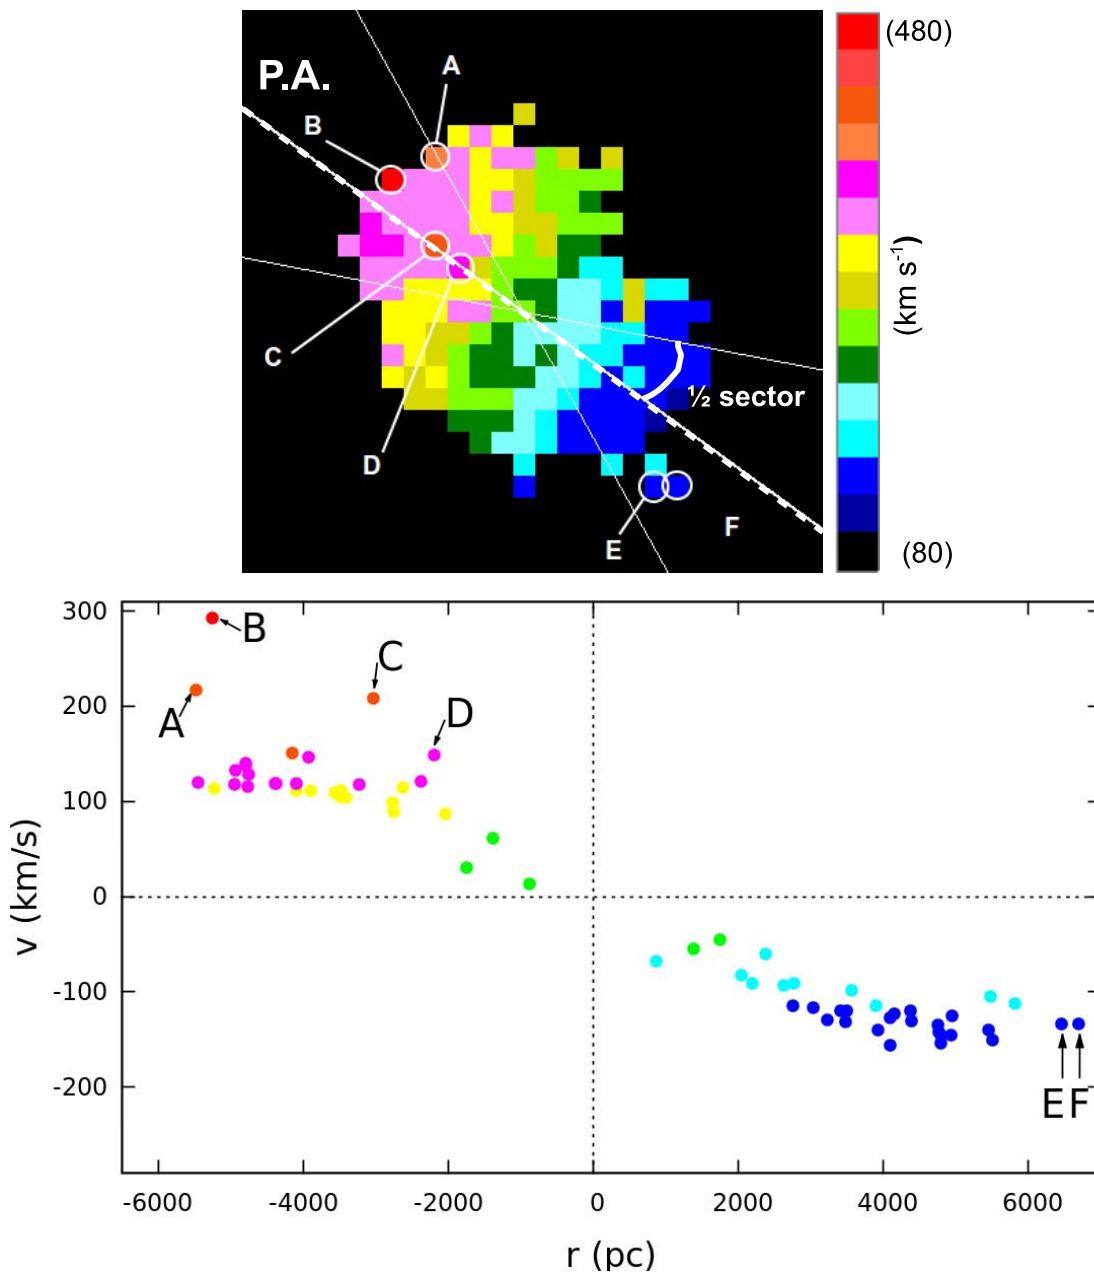 P.A.
A
B
C
D
E
F
½ sector
(480)
(km s⁻¹)
(80)
300
200
100
0
-100
-200
v (km/s)
A
B
C
D
E F
-6000 -4000 -2000 0 2000 4000 6000
r (pc)